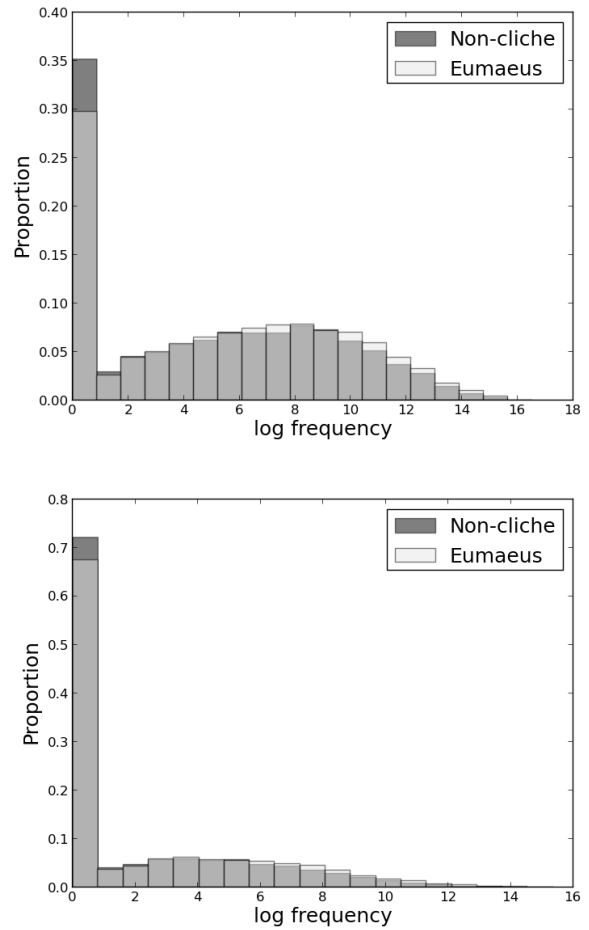 0.40
0.35
0.30
0.25
0.20
0.15
0.10
0.05
0.00
Proportion
Non-cliche
Eumaeus
0 2 4 6 8 10 12 14 16 18
log frequency
0.8
0.7
0.6
0.5
0.4
0.3
0.2
0.1
0.0
Proportion
Non-cliche
Eumaeus
0 2 4 6 8 10 12 14 16
log frequency